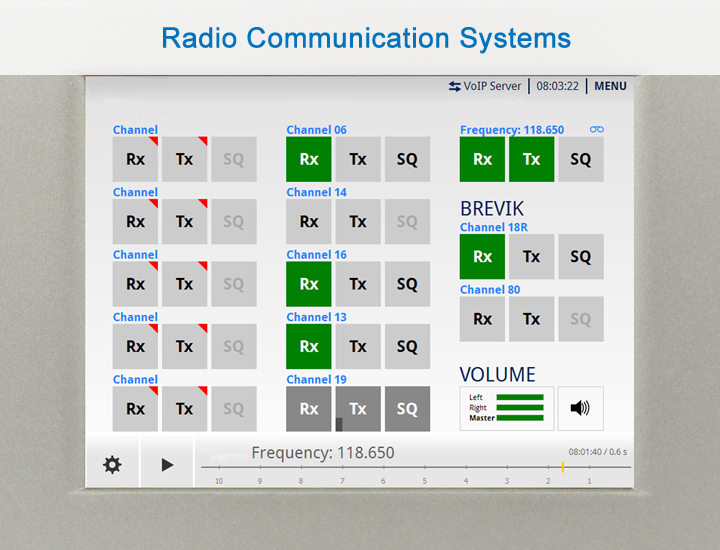 Radio Communication Systems
VoIP Server | 08:03:22 | MENU
Channel
Rx Tx SQ
Channel
Rx Tx SQ
Channel
Rx Tx SQ
Channel
Rx Tx SQ
Channel
Rx Tx SQ
Channel 06
Rx Tx SQ
Channel 14
Rx Tx SQ
Channel 16
Rx Tx SQ
Channel 13
Rx Tx SQ
Channel 19
Rx Tx SQ
Frequency: 118.650
Rx Tx SQ
BREVIK
Channel 18R
Rx Tx SQ
Channel 80
Rx Tx SQ
VOLUME
Left
Right
Master
Frequency: 118.650
08:01:40 / 0.6 s
10 9 8 7 6 5 4 3 2 1